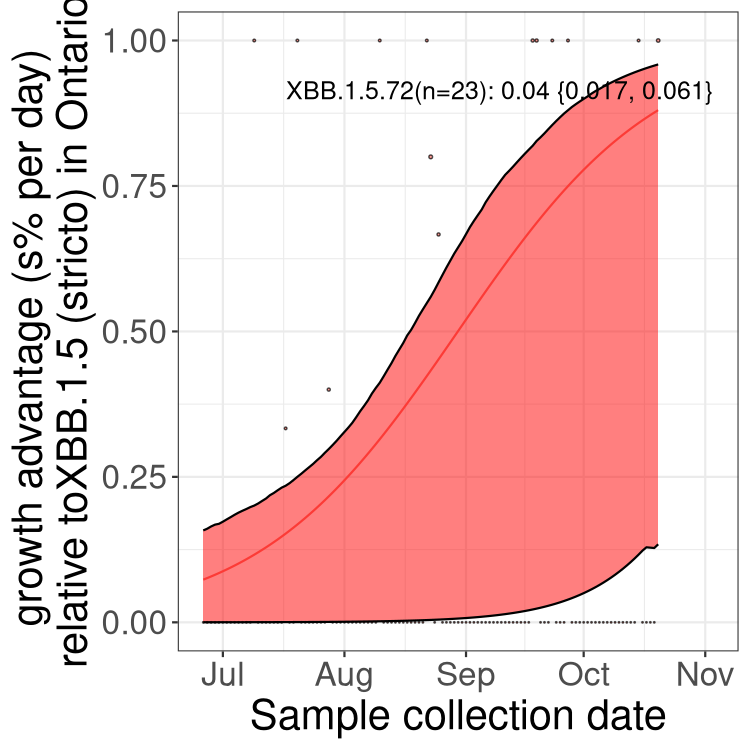 growth advantage (s% per day)
relative toXBB.1.5 (stricto) in Ontario
1.00
0.75
0.50
0.25
0.00
XBB.1.5.72(n=23): 0.04 {0.017, 0.061}
Jul Aug Sep Oct Nov
Sample collection date